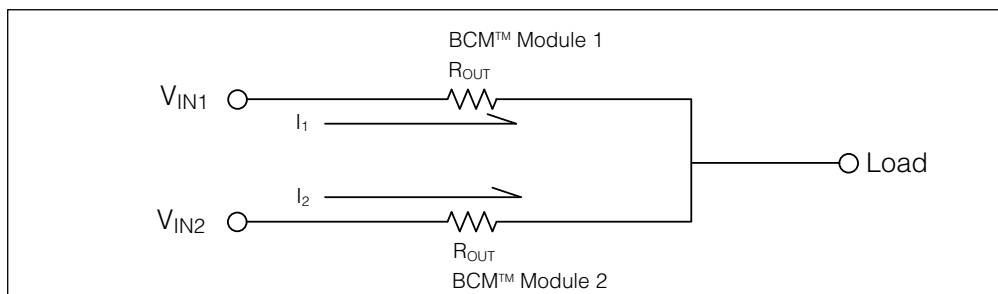 BCM™ Module 1
R_OUT
V_IN1
I_1
Load
I_2
V_IN2
R_OUT
BCM™ Module 2